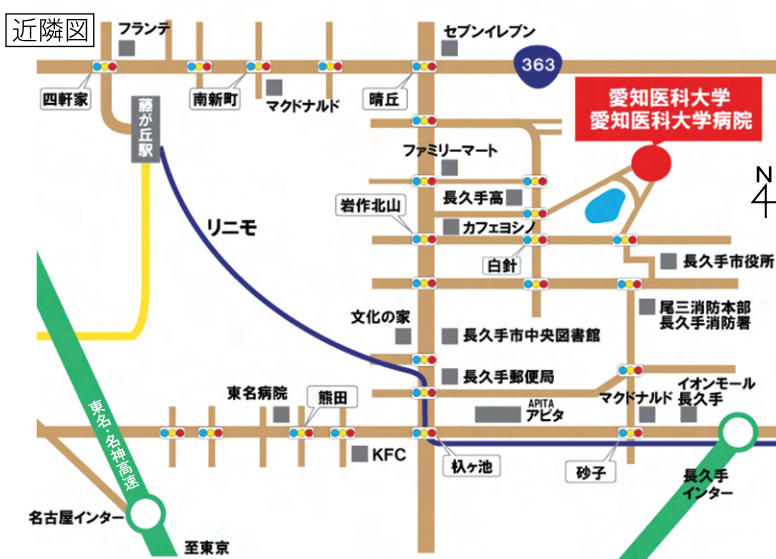 近隣図
フランテ
セブンイレブン
363
四軒家
南新町
マクドナルド
晴丘
愛知医科大学
愛知医科大学病院
藤が丘駅
ファミリーマート
N
リニモ
岩作北山
長久手高
カフェヨシノ
白針
長久手市役所
尾三消防本部
長久手消防署
文化の家
長久手市中央図書館
長久手郵便局
東名病院
熊田
APITA
アピタ
マクドナルド
イオンモール
長久手
東名・名神高速
KFC
杁ヶ池
砂子
長久手
インター
名古屋インター
至東京